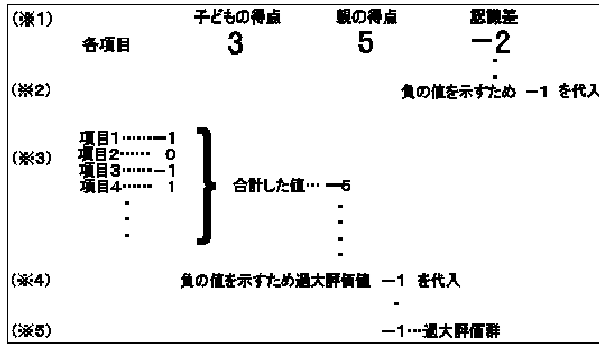 (※1) 子どもの得点 親の得点 認識差
各項目 3 5 −2
(※2) 負の値を示すため −1 を代入
項目1………−1
項目2…… 0
(※3) 項目3……−1
項目4…… 1
合計した値… −5
(※4) 負の値を示すため過大評価値 −1 を代入
(※5) −1…過大評価群